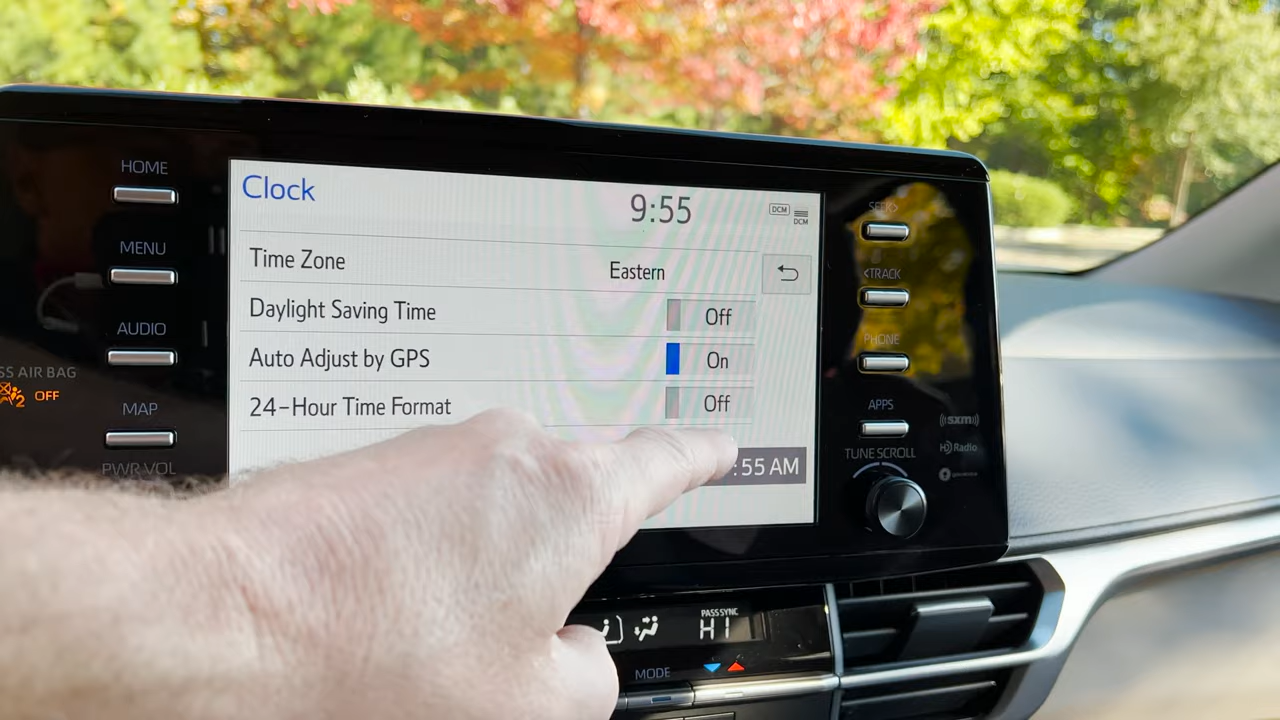 HOME
MENU
AUDIO
SS AIR BAG
OFF
MAP
PWR VOL
Clock
9:55
DCM
DCM
Time Zone Eastern
Daylight Saving Time Off
Auto Adjust by GPS On
24-Hour Time Format Off
:55 AM
SEEK>
<TRACK
PHONE
APPS
TUNE SCROLL
((sxm))
HD Radio
PASS SYNC
HI
MODE